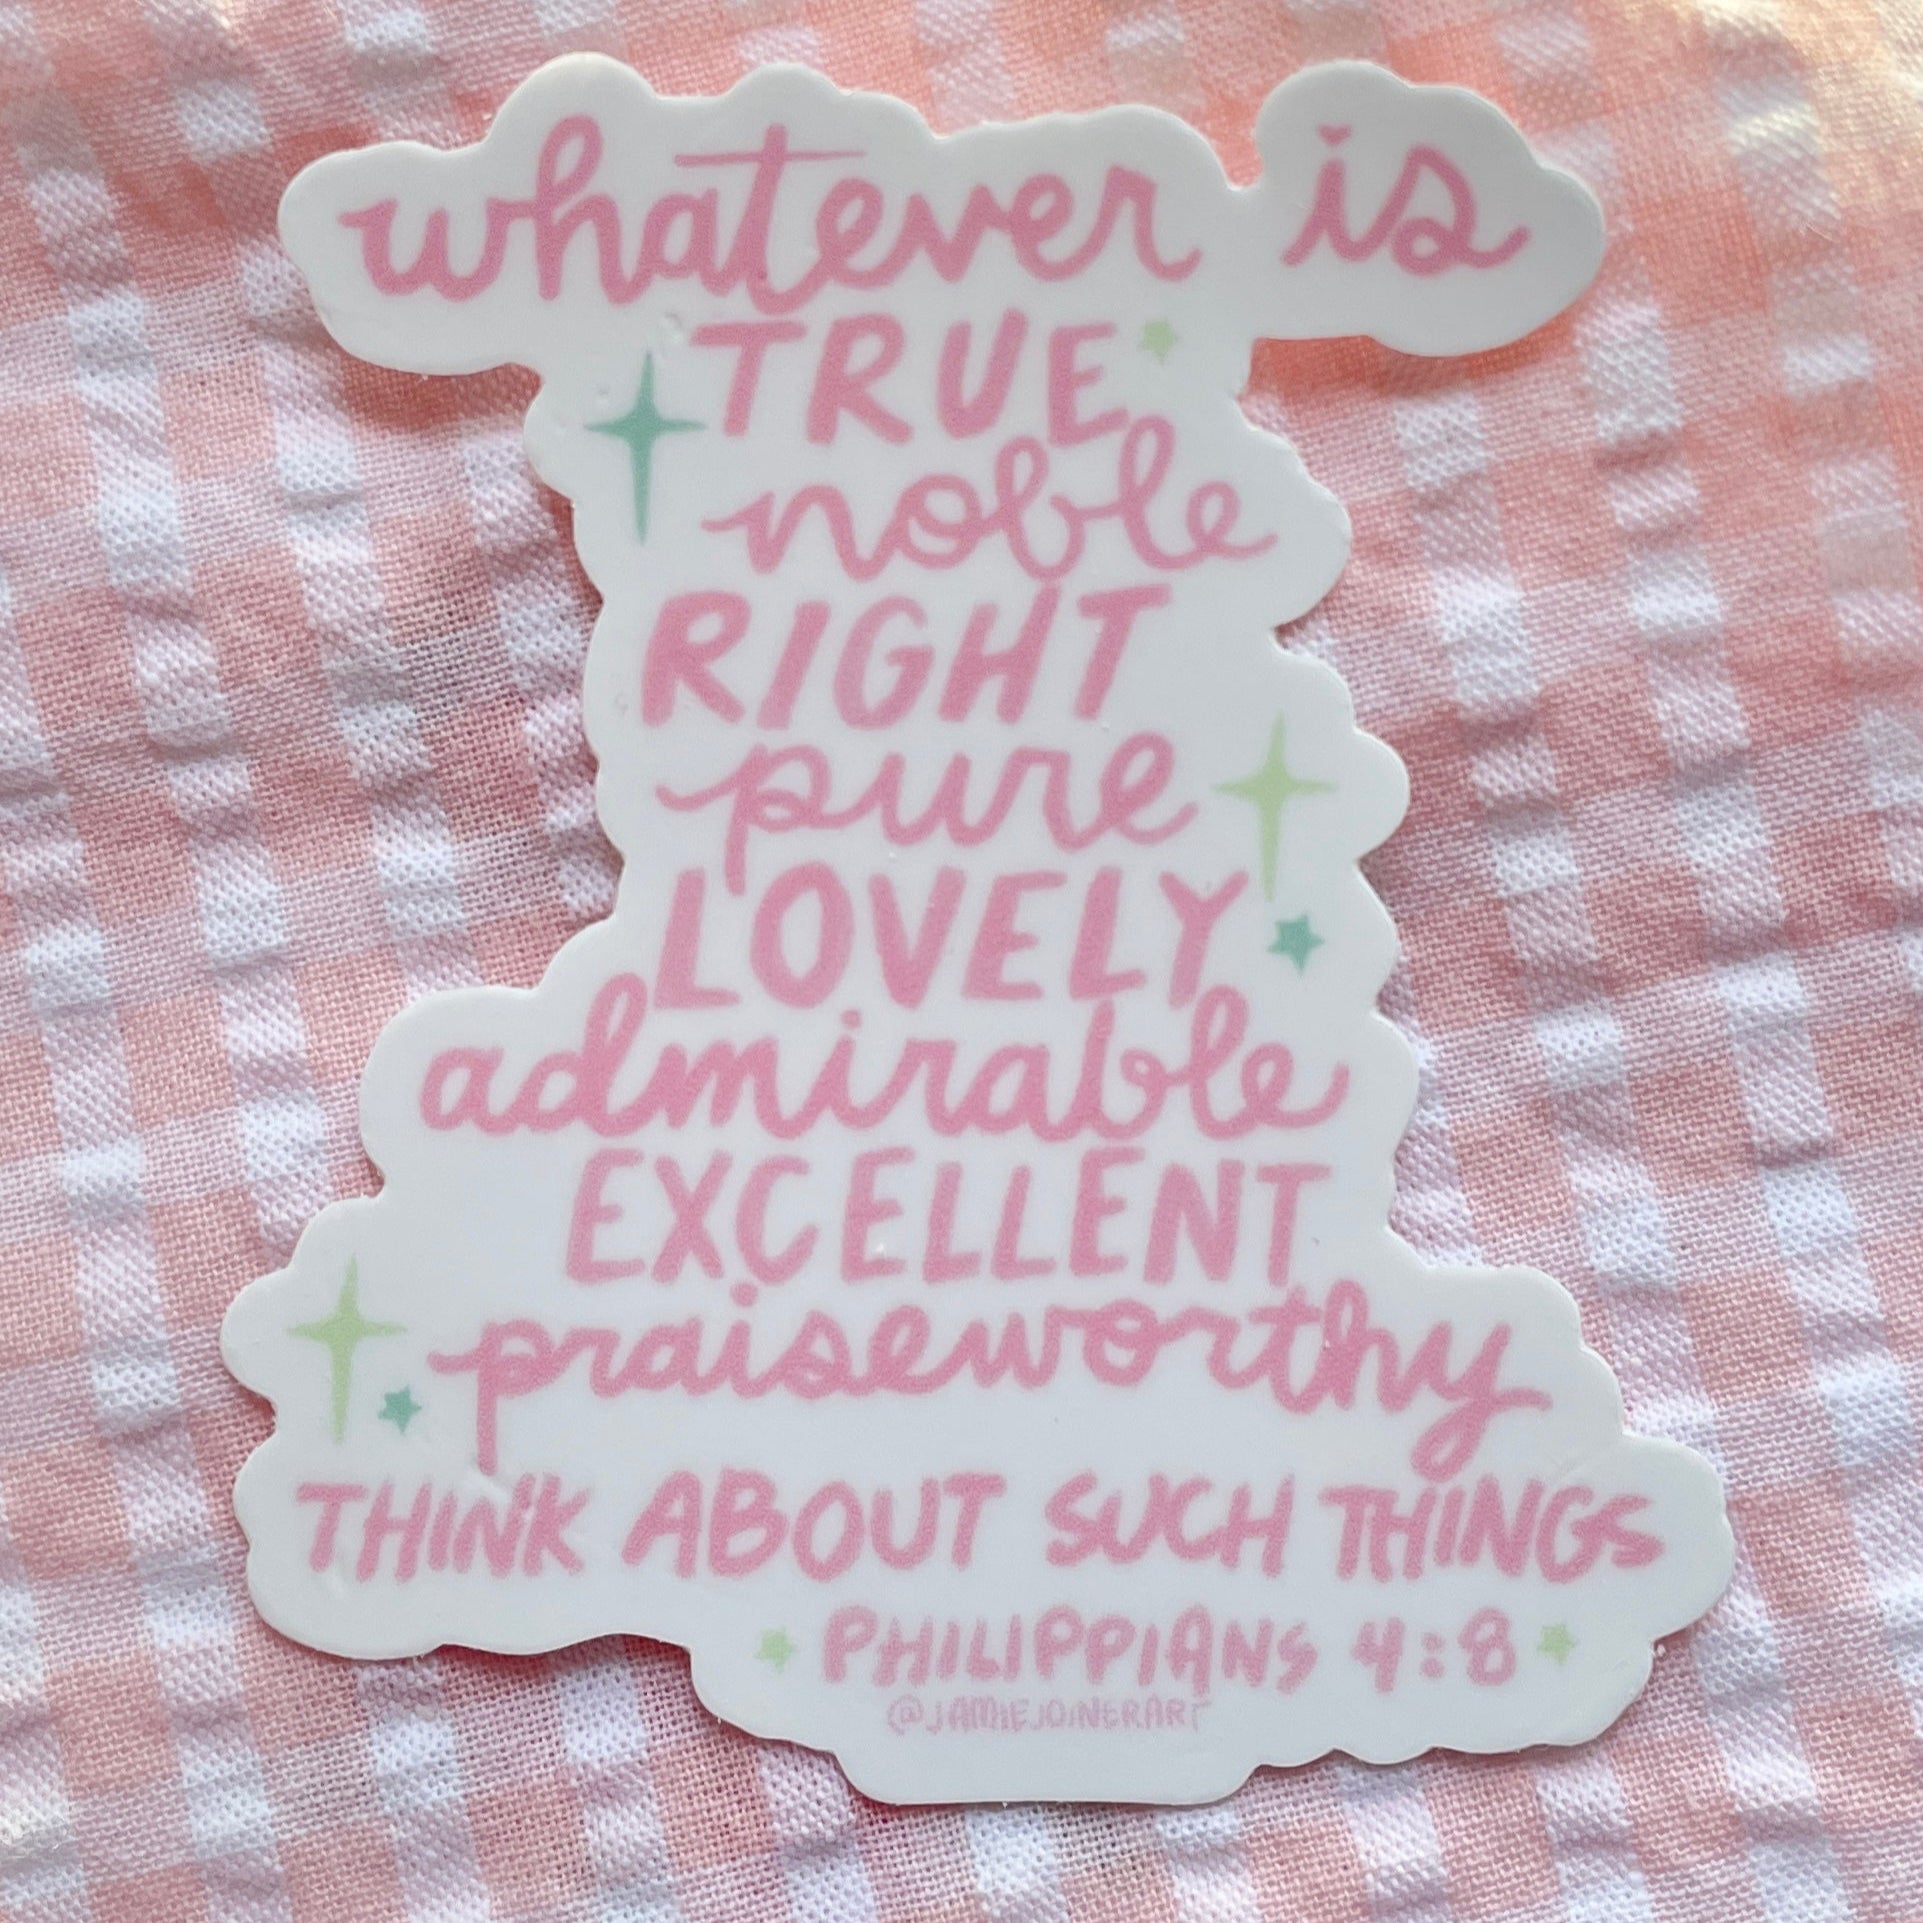 whatever is
TRUE
noble
RIGHT
pure
LOVELY
admirable
EXCELLENT
praiseworthy
THINK ABOUT SUCH THINGS
PHILIPPIANS 4:8
@JAMIEJOINERART